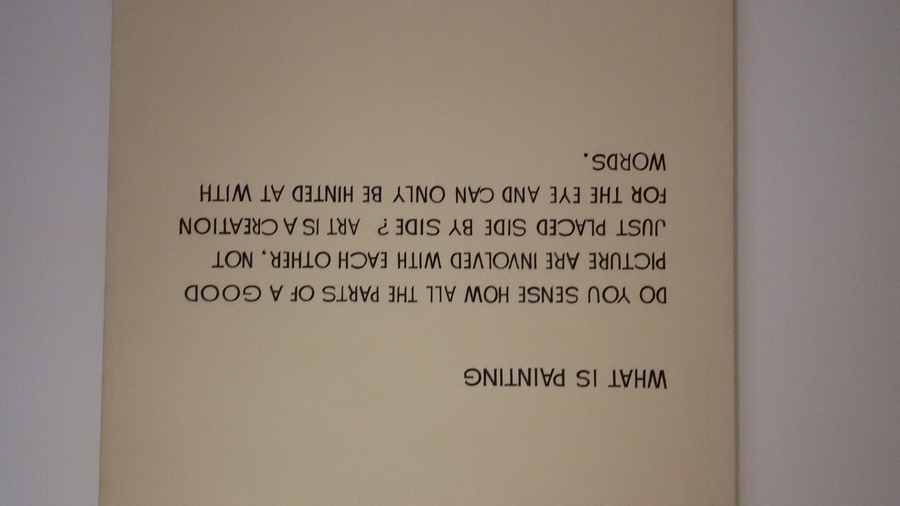 WHAT IS PAINTING
DO YOU SENSE HOW ALL THE PARTS OF A GOOD
PICTURE ARE INVOLVED WITH EACH OTHER, NOT
JUST PLACED SIDE BY SIDE ? ART IS A CREATION
FOR THE EYE AND CAN ONLY BE HINTED AT WITH
WORDS.